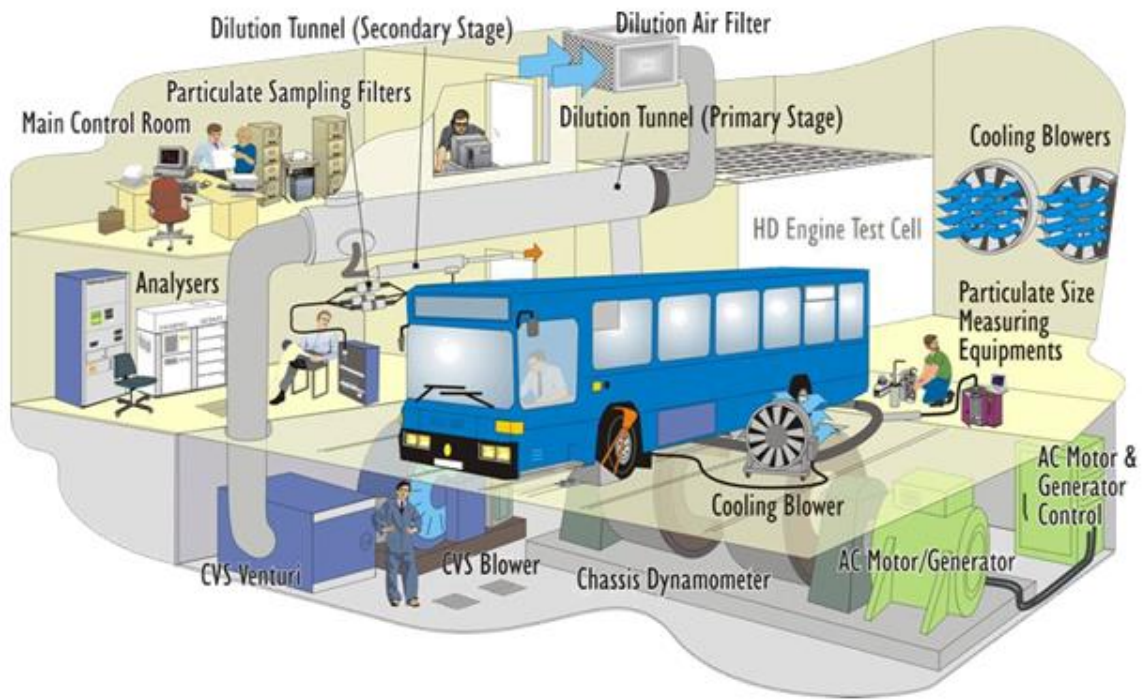 Dilution Tunnel (Secondary Stage)
Dilution Air Filter
Particulate Sampling Filters
Main Control Room
Dilution Tunnel (Primary Stage)
Cooling Blowers
HD Engine Test Cell
Analysers
Particulate Size
Measuring
Equipments
AC Motor &
Generator
Control
Cooling Blower
CVS Venturi
CVS Blower
Chassis Dynamometer
AC Motor/Generator